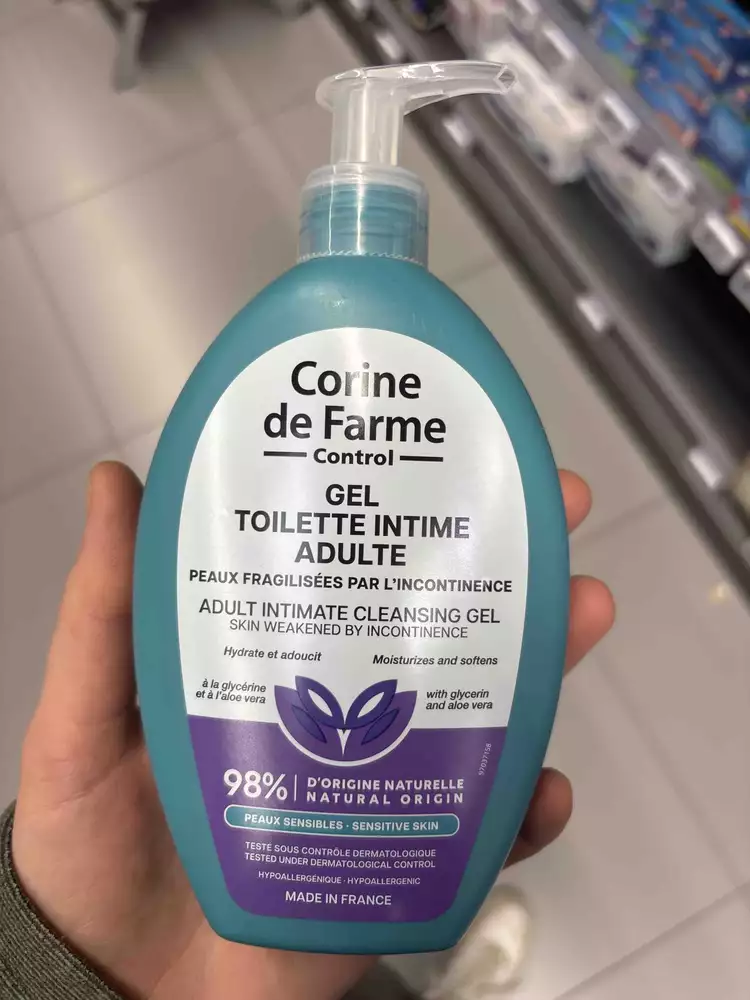 Corine
de Farme
Control
GEL
TOILETTE INTIME
ADULTE
PEAUX FRAGILISÉES PAR L'INCONTINENCE
ADULT INTIMATE CLEANSING GEL
SKIN WEAKENED BY INCONTINENCE
Hydrate et adoucit
Moisturizes and softens
à la glycérine
et à l'aloe vera
with glycerin
and aloe vera
98%
D'ORIGINE NATURELLE
NATURAL ORIGIN
PEAUX SENSIBLES · SENSITIVE SKIN
TESTE SOUS CONTRÔLE DERMATOLOGIQUE
TESTED UNDER DERMATOLOGICAL CONTROL
HYPOALLERGÉNIQUE · HYPOALLERGENIC
MADE IN FRANCE